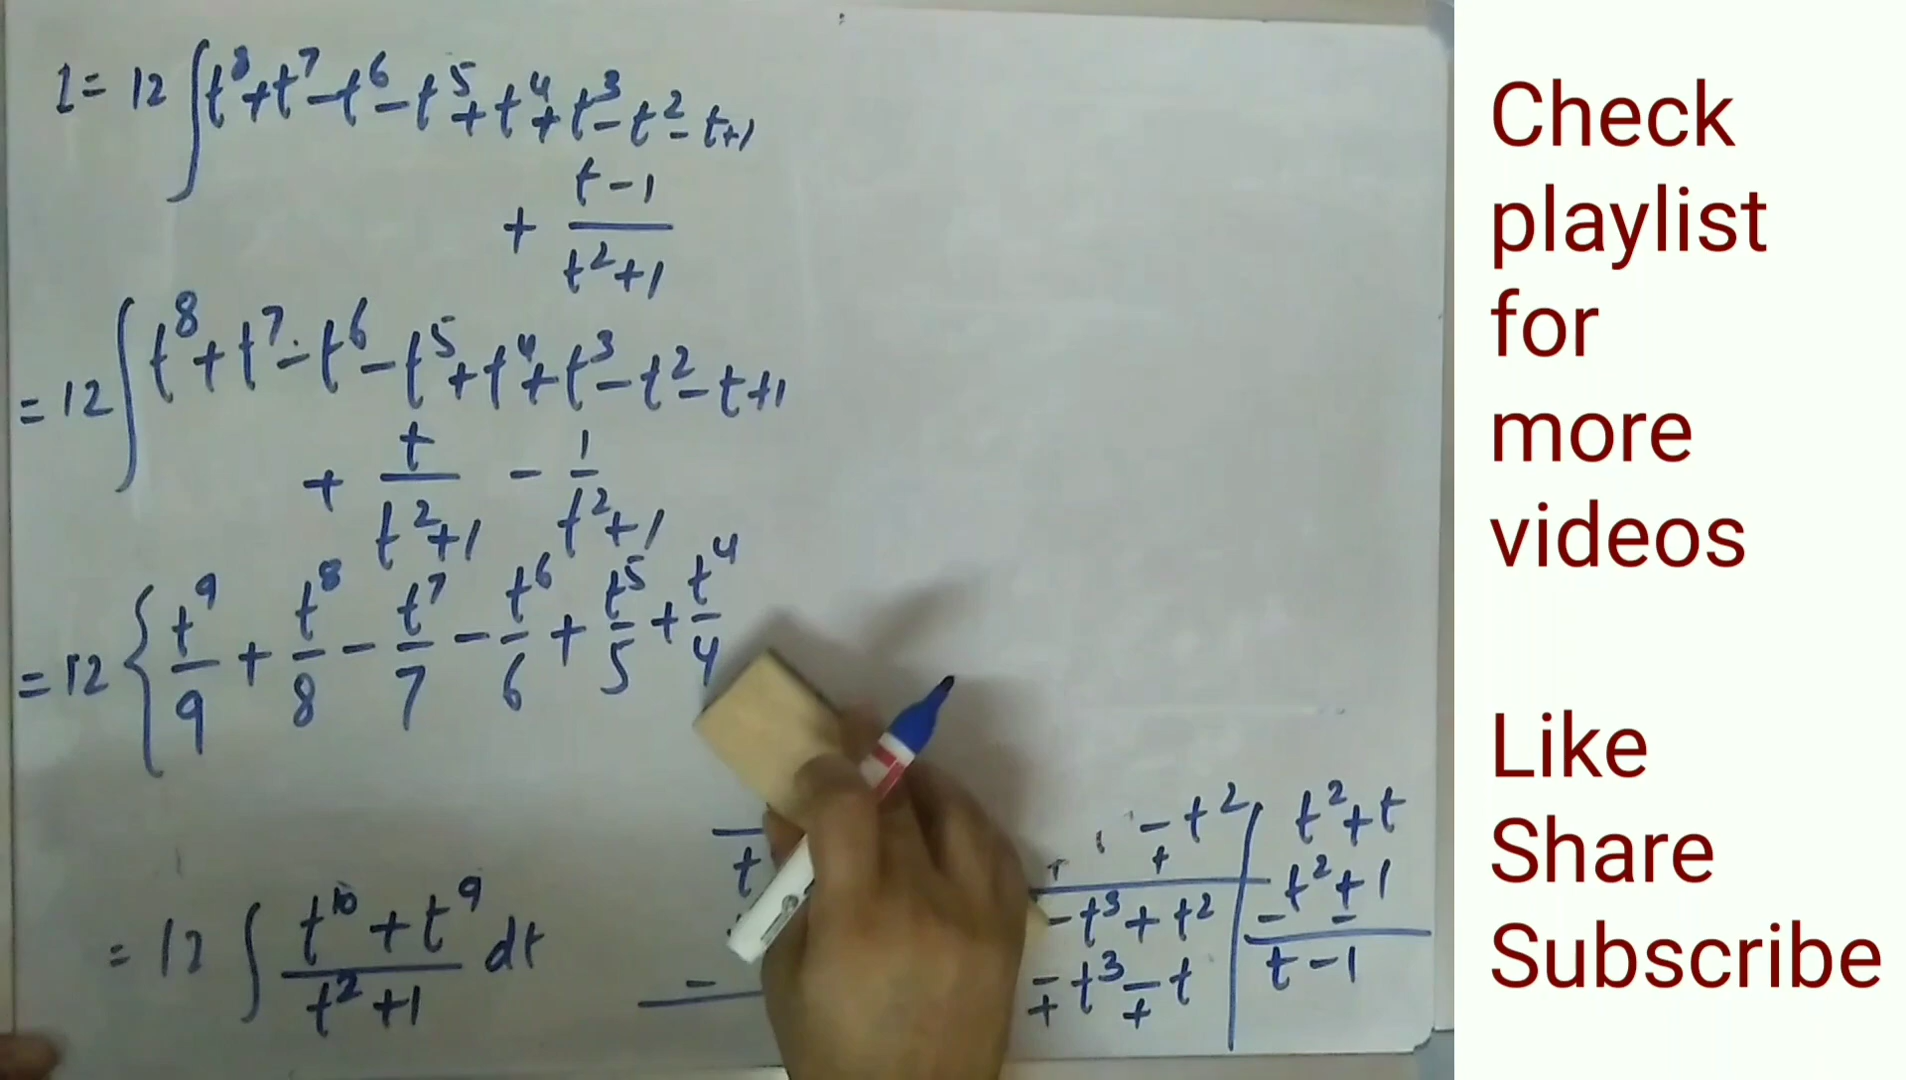 I = 12 ∫ t⁸ + t⁷ - t⁶ - t⁵ + t⁴ + t³ - t² - t + 1
+ (t - 1)/(t² + 1)
= 12 ∫ t⁸ + t⁷ - t⁶ - t⁵ + t⁴ + t³ - t² - t + 1
+ t/(t² + 1) - 1/(t² + 1)
= 12 { t⁹/9 + t⁸/8 - t⁷/7 - t⁶/6 + t⁵/5 + t⁴/4
= 12 ∫ (t¹⁰ + t⁹)/(t² + 1) dt
- t²
+
- t³ + t²
- t³ - t
+ +
t² + t
t² + 1
- -
t - 1
Check
playlist
for
more
videos
Like
Share
Subscribe